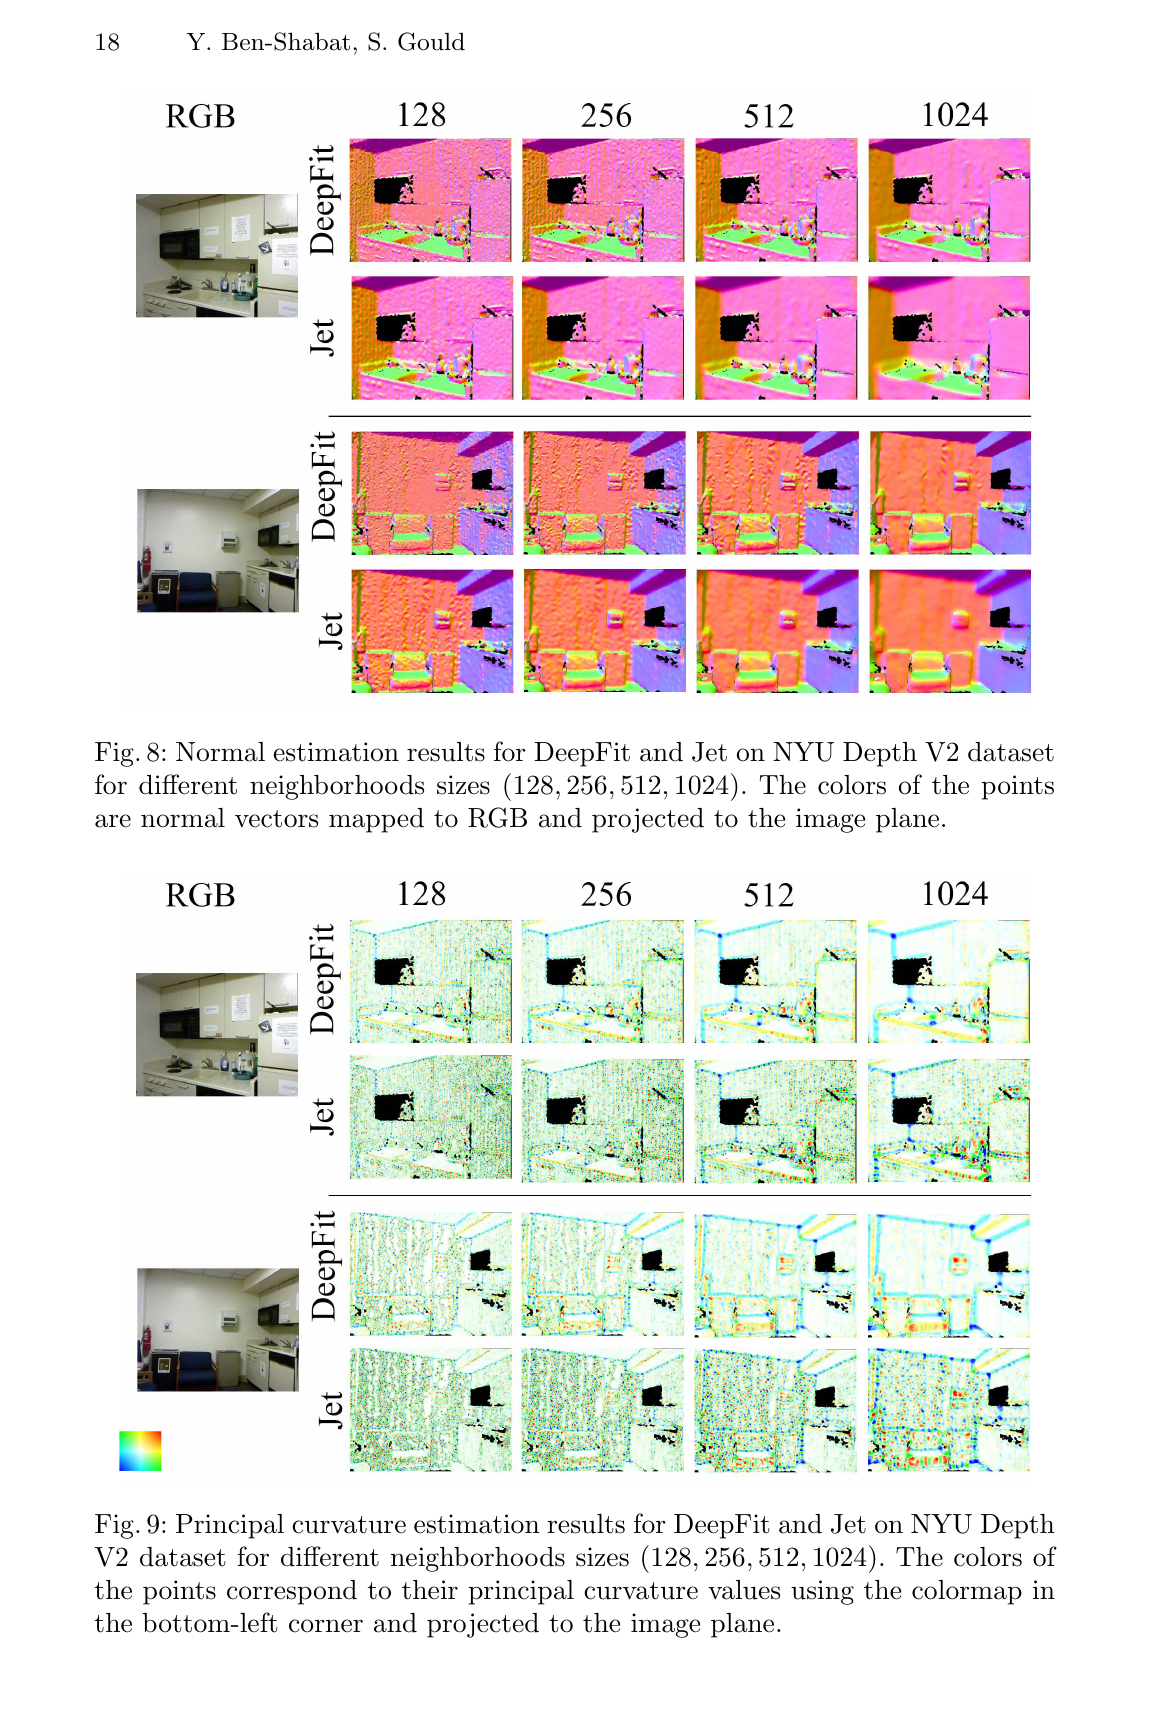 18 Y. Ben-Shabat, S. Gould
RGB 128 256 512 1024
DeepFit
Jet
DeepFit
Jet
Fig. 8: Normal estimation results for DeepFit and Jet on NYU Depth V2 dataset
for different neighborhoods sizes (128, 256, 512, 1024). The colors of the points
are normal vectors mapped to RGB and projected to the image plane.
RGB 128 256 512 1024
DeepFit
Jet
DeepFit
Jet
Fig. 9: Principal curvature estimation results for DeepFit and Jet on NYU Depth
V2 dataset for different neighborhoods sizes (128, 256, 512, 1024). The colors of
the points correspond to their principal curvature values using the colormap in
the bottom-left corner and projected to the image plane.